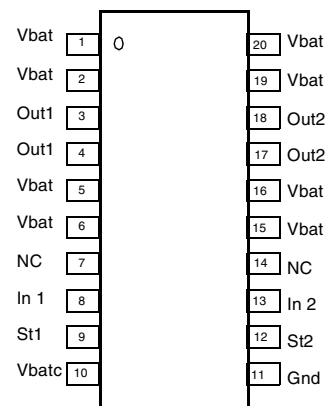 Vbat 1 20 Vbat
Vbat 2 19 Vbat
Out1 3 18 Out2
Out1 4 17 Out2
Vbat 5 16 Vbat
Vbat 6 15 Vbat
NC 7 14 NC
In 1 8 13 In 2
St1 9 12 St2
Vbatc 10 11 Gnd